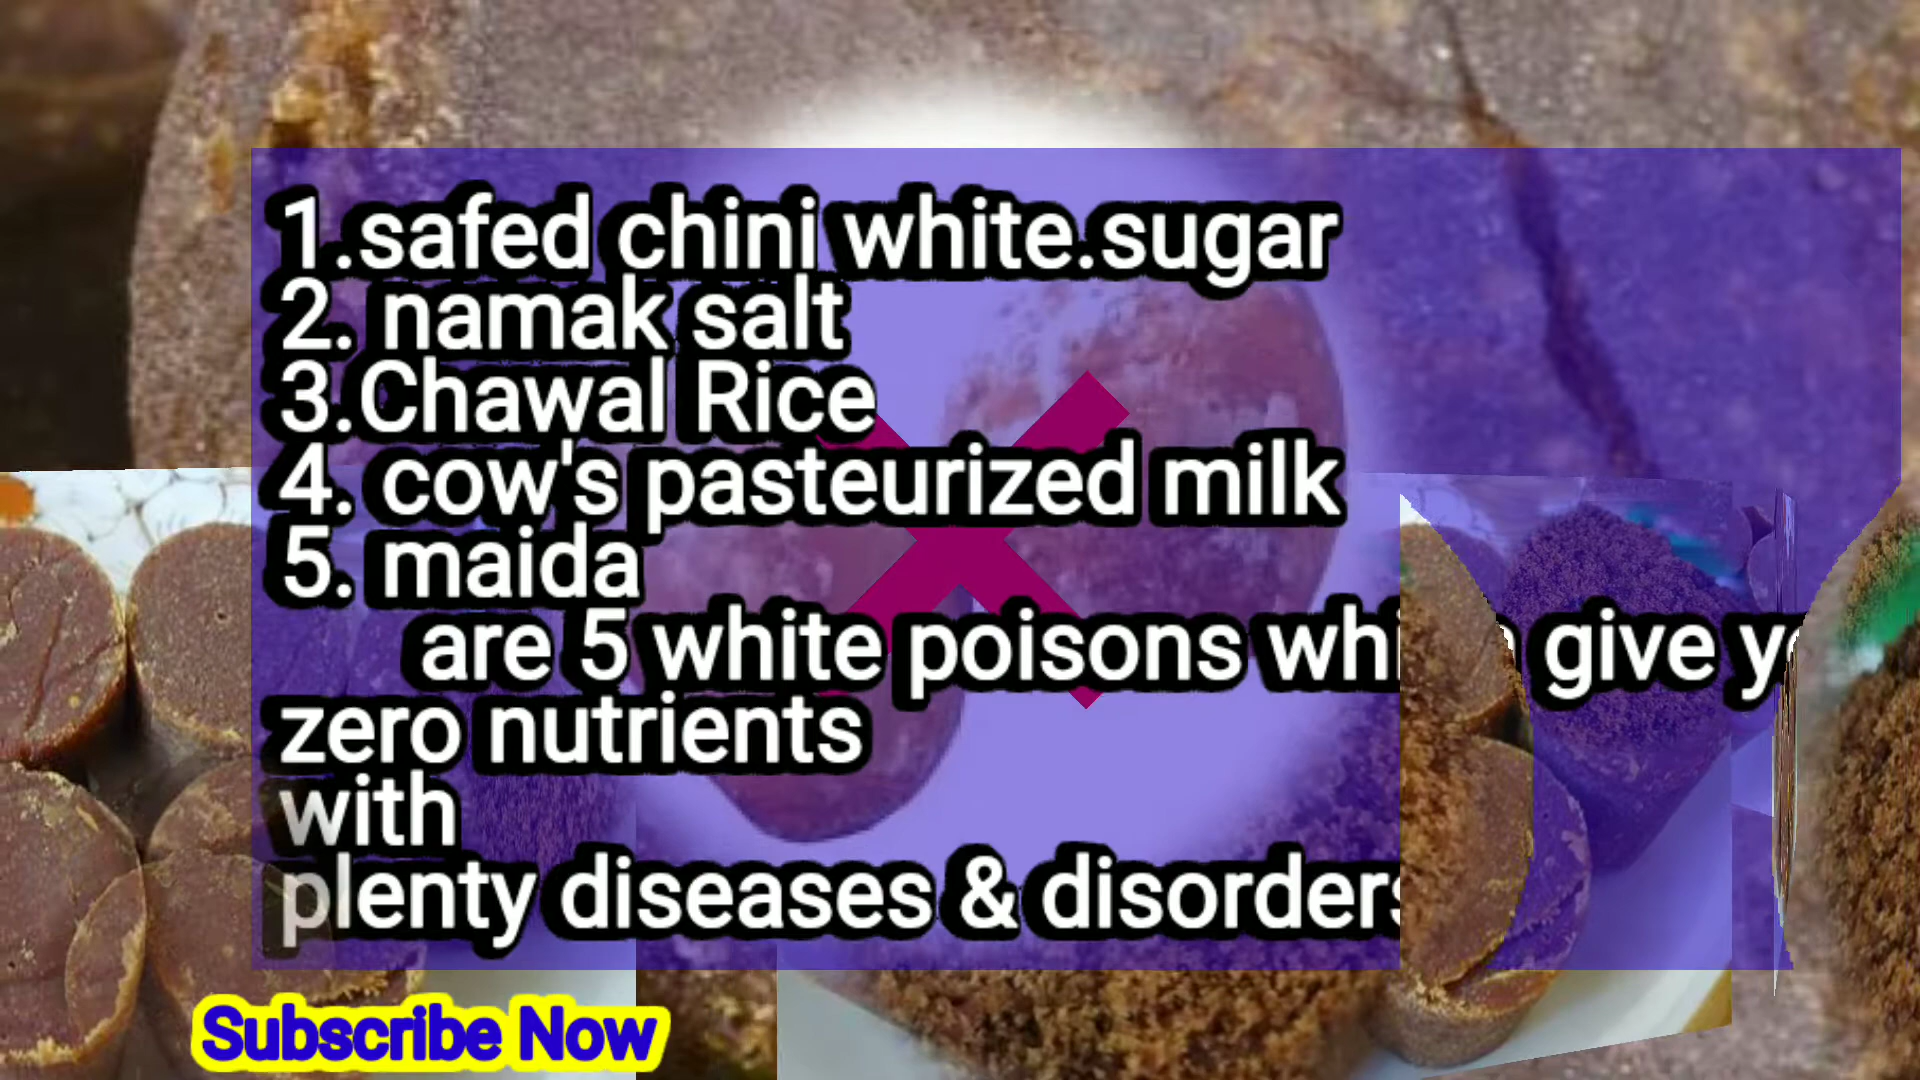 1.safed chini white.sugar
2. namak salt
3.Chawal Rice
4. cow's pasteurized milk
5. maida
are 5 white poisons give
zero nutrients
with
plenty diseases & disorders
Subscribe Now